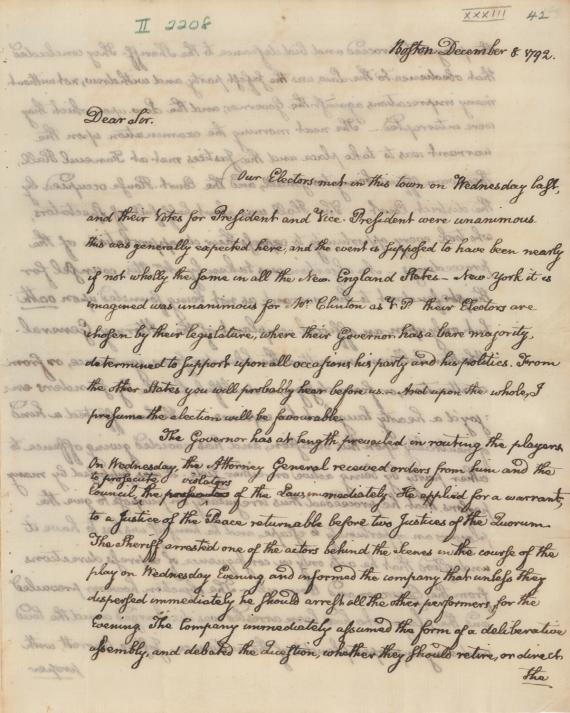 II 2208
XXXIII 42
Boston December 8. 1792.
Dear Sir.
Our Electors met in this town on Wednesday last,
and their Votes for President and Vice-President were unanimous.
this was generally expected here, and the event is supposed to have been nearly
if not wholly the same in all the New England States - New York it is
imagined was unanimous for Mr Clinton as V.P. their Electors are
chosen by their legislature, where their Governor has a bare majority,
determined to support upon all occasions his party and his politics. From
the other States you will probably hear before us. - And upon the whole, I
presume the election will be favourable.
The Governor has at length prevailed in routing the players
On Wednesday, the Attorney General received orders from him and the
to prosecute violators
Council, the of the Laws immediately He applied for a warrant,
to a Justice of the Peace returnable before two Justices of the Quorum.
The Sheriff arrested one of the actors behind the Scenes in the course of the
play on Wednesday Evening and informed the company that unless they
dispersed immediately he should arrest all the other performers for the
Evening. The Company immediately assumed the form of a deliberative
assembly, and debated the Question, whether they should retire, or direct,
the